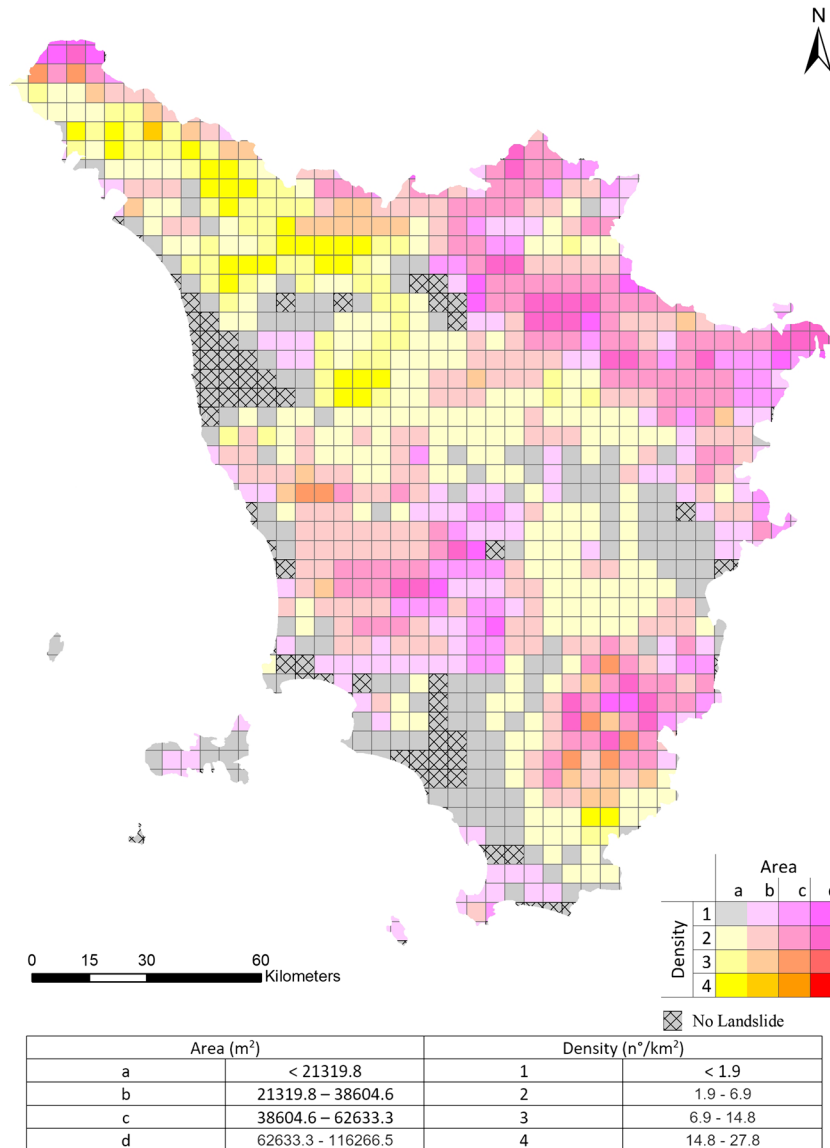 N
Area
a b c
Density
1
2
3
4
No Landslide
0 15 30 60
Kilometers
Area (m²) Density (n°/km²)
a < 21319.8 1 < 1.9
b 21319.8 – 38604.6 2 1.9 - 6.9
c 38604.6 – 62633.3 3 6.9 - 14.8
d 62633.3 - 116266.5 4 14.8 - 27.8